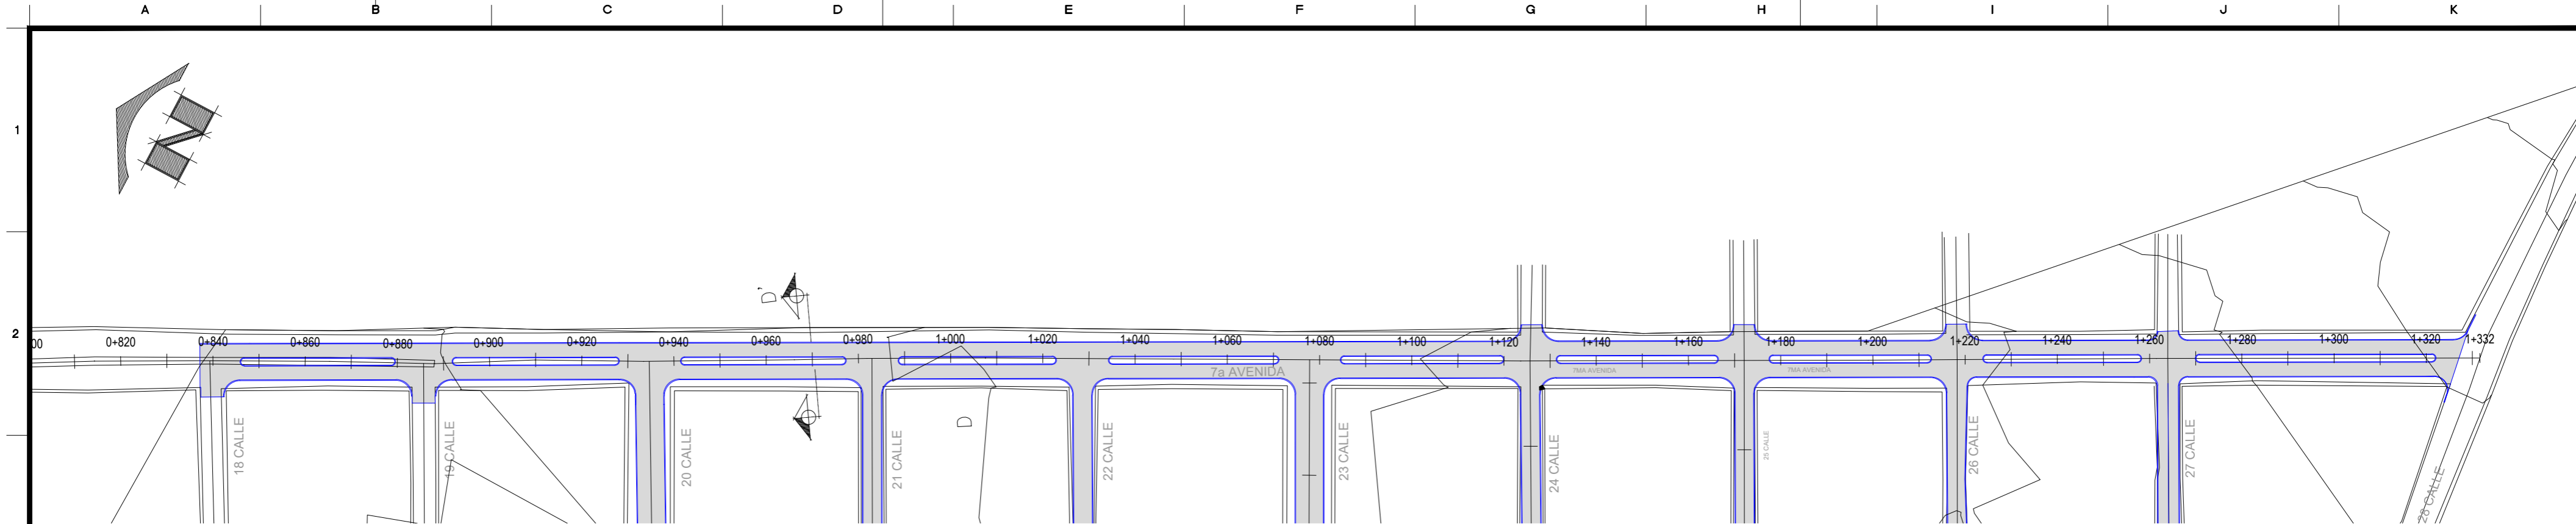 A B C D E F G H I J K
1
N
D'
2
00 0+820 0+840 0+860 0+880 0+900 0+920 0+940 0+960 0+980 1+000 1+020 1+040 1+060 1+080 1+100 1+120 1+140 1+160 1+180 1+200 1+220 1+240 1+260 1+280 1+300 1+320 1+332
7a AVENIDA 7MA AVENIDA 7MA AVENIDA
D
18 CALLE
19 CALLE
20 CALLE
21 CALLE
22 CALLE
23 CALLE
24 CALLE
25 CALLE
26 CALLE
27 CALLE
28 CALLE